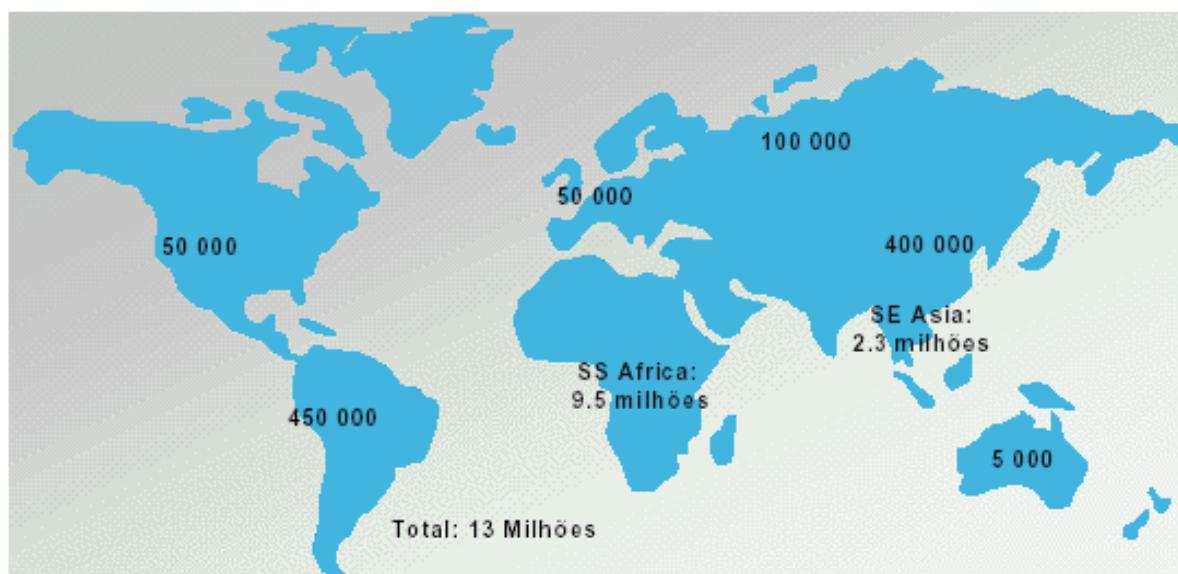 100 000
50 000
50 000
400 000
SE Asia:
2.3 milhões
SS Africa:
9.5 milhões
450 000
5 000
Total: 13 Milhões